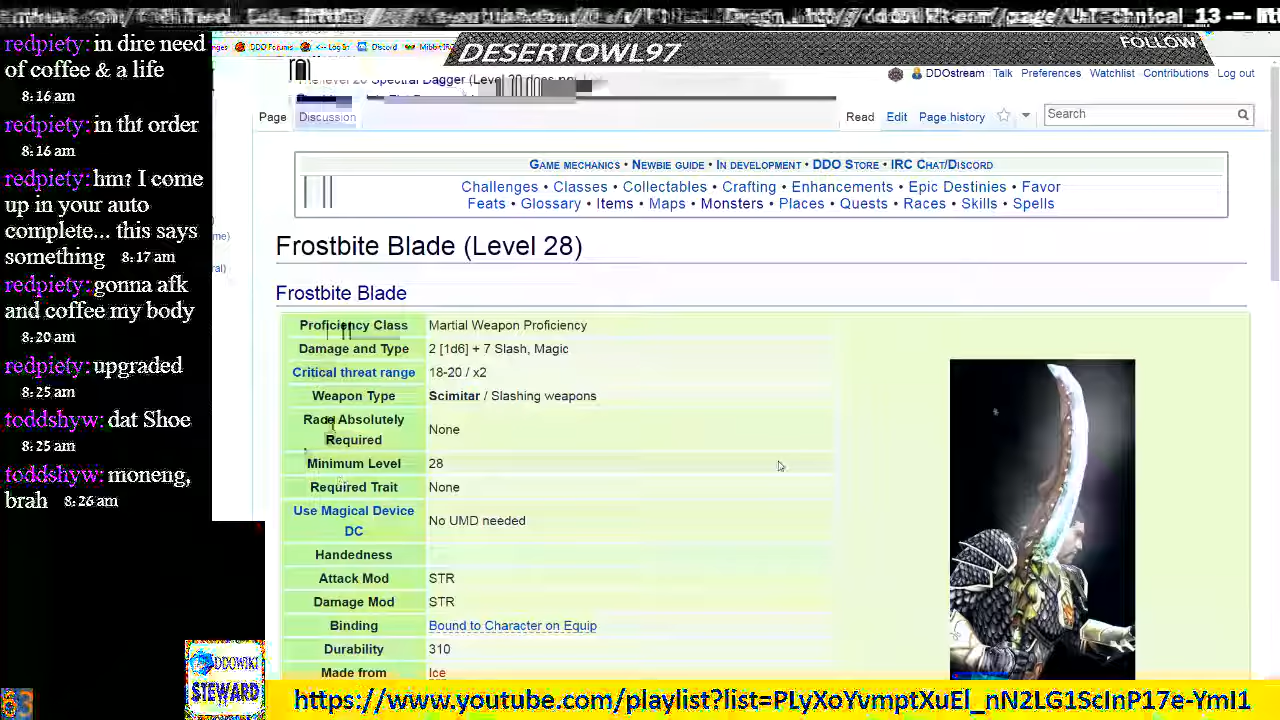 redpiety: in dire need
of coffee & a life
8:16 am
redpiety: in tht order
8:16 am
redpiety: hm? I come
up in your auto
complete... this says
something 8:17 am
redpiety: gonna afk
and coffee my body
8:20 am
redpiety: upgraded
8:25 am
toddshyw: dat Shoe
8:25 am
toddshyw: moneng,
brah 8:26 am
DDO Forums Log In Discord
DESERTOWL97
FOLLOW
Spectral Dagger (Level
DDOstream Talk Preferences Watchlist Contributions Log out
Page Discussion
Read Edit Page history
Search
Game mechanics • Newbie guide • In development • DDO Store • IRC Chat/Discord
Challenges • Classes • Collectables • Crafting • Enhancements • Epic Destinies • Favor
Feats • Glossary • Items • Maps • Monsters • Places • Quests • Races • Skills • Spells
Frostbite Blade (Level 28)
Frostbite Blade
Proficiency Class Martial Weapon Proficiency
Damage and Type 2 [1d6] + 7 Slash, Magic
Critical threat range 18-20 / x2
Weapon Type Scimitar / Slashing weapons
Race Absolutely
Required
None
Minimum Level 28
Required Trait None
Use Magical Device
DC
No UMD needed
Handedness
Attack Mod STR
Damage Mod STR
Binding Bound to Character on Equip
Durability 310
Made from Ice
DDOWIKI
STEWARD
https://www.youtube.com/playlist?list=PLyXoYvmptXuEl_nN2LG1ScInP17e-YmI1